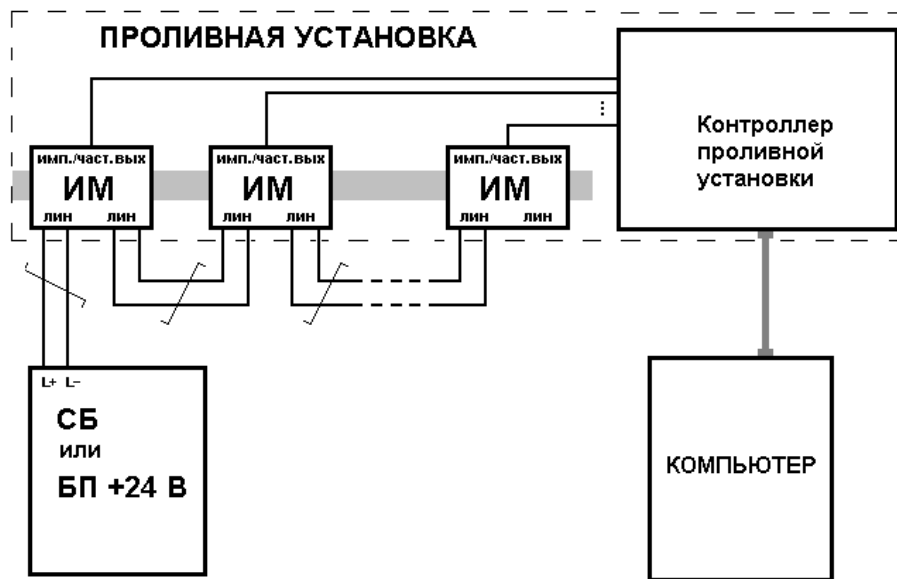 ПРОЛИВНАЯ УСТАНОВКА
Контроллер
проливной
установки
имп./част.вых
ИМ
лин лин
имп./част.вых
ИМ
лин лин
имп./част.вых
ИМ
лин лин
L+ L−
СБ
или
БП +24 В
КОМПЬЮТЕР